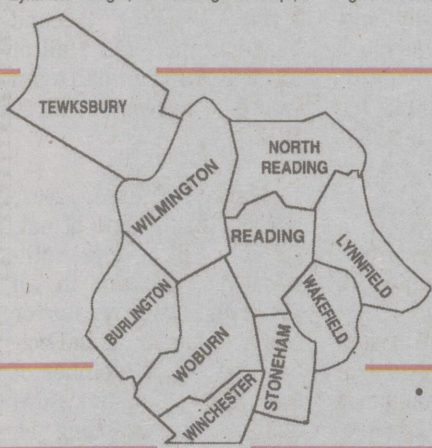 TEWKSBURY
NORTH
READING
WILMINGTON
READING
LYNNFIELD
BURLINGTON
WAKEFIELD
WOBURN
STONEHAM
WINCHESTER